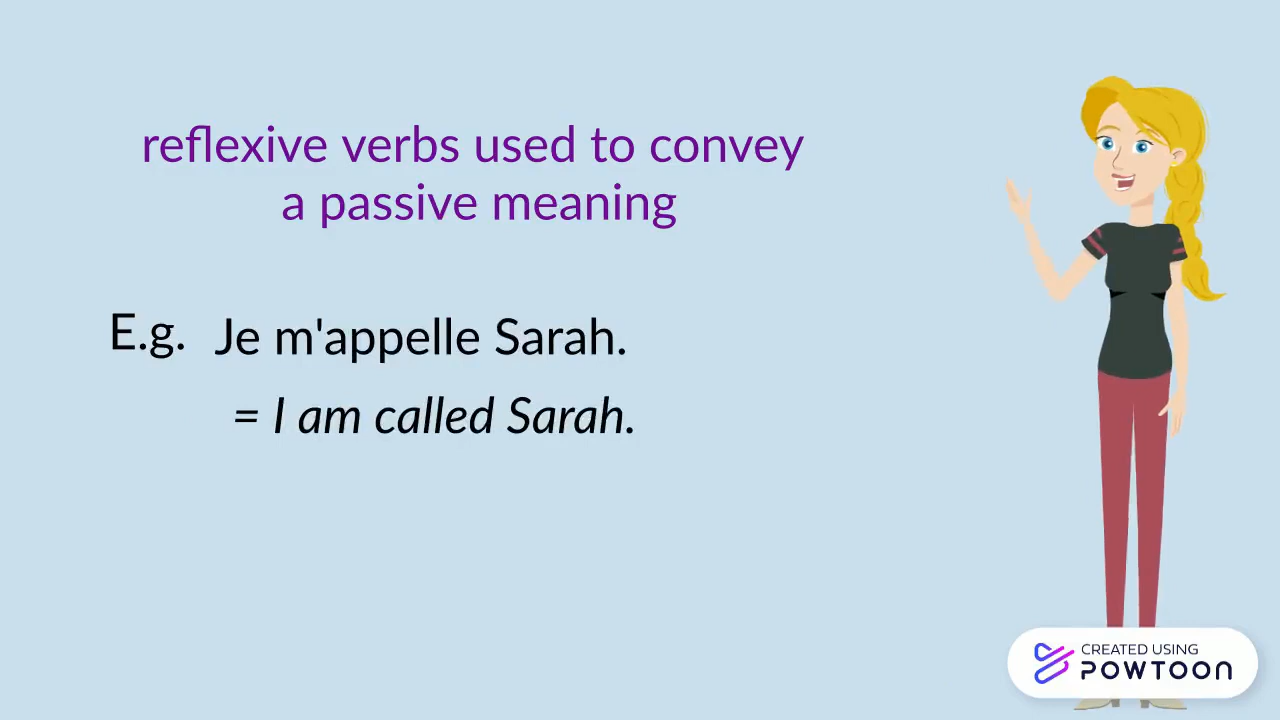 reflexive verbs used to convey
a passive meaning
E.g. Je m'appelle Sarah.
= I am called Sarah.
CREATED USING
POWTOON